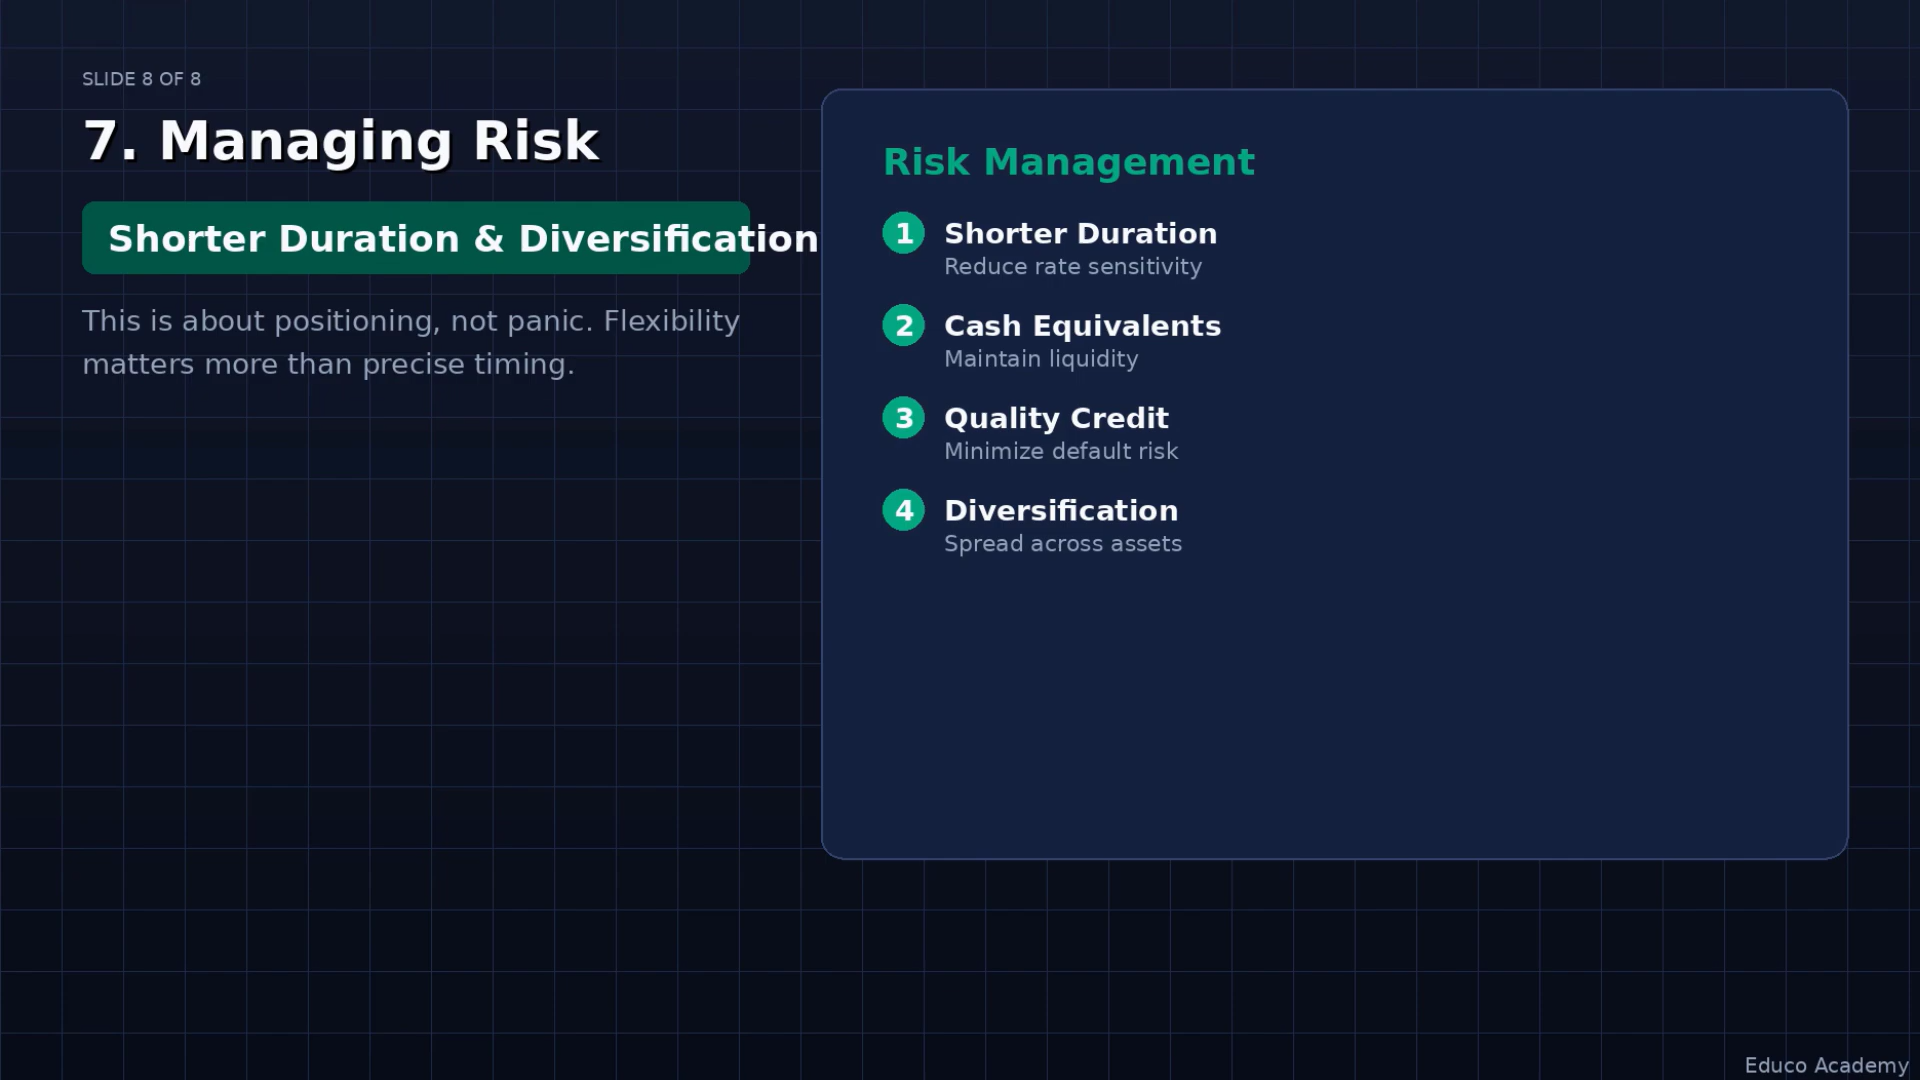 SLIDE 8 OF 8
7. Managing Risk
Shorter Duration & Diversification
This is about positioning, not panic. Flexibility
matters more than precise timing.
Risk Management
1 Shorter Duration
Reduce rate sensitivity
2 Cash Equivalents
Maintain liquidity
3 Quality Credit
Minimize default risk
4 Diversification
Spread across assets
Educo Academy